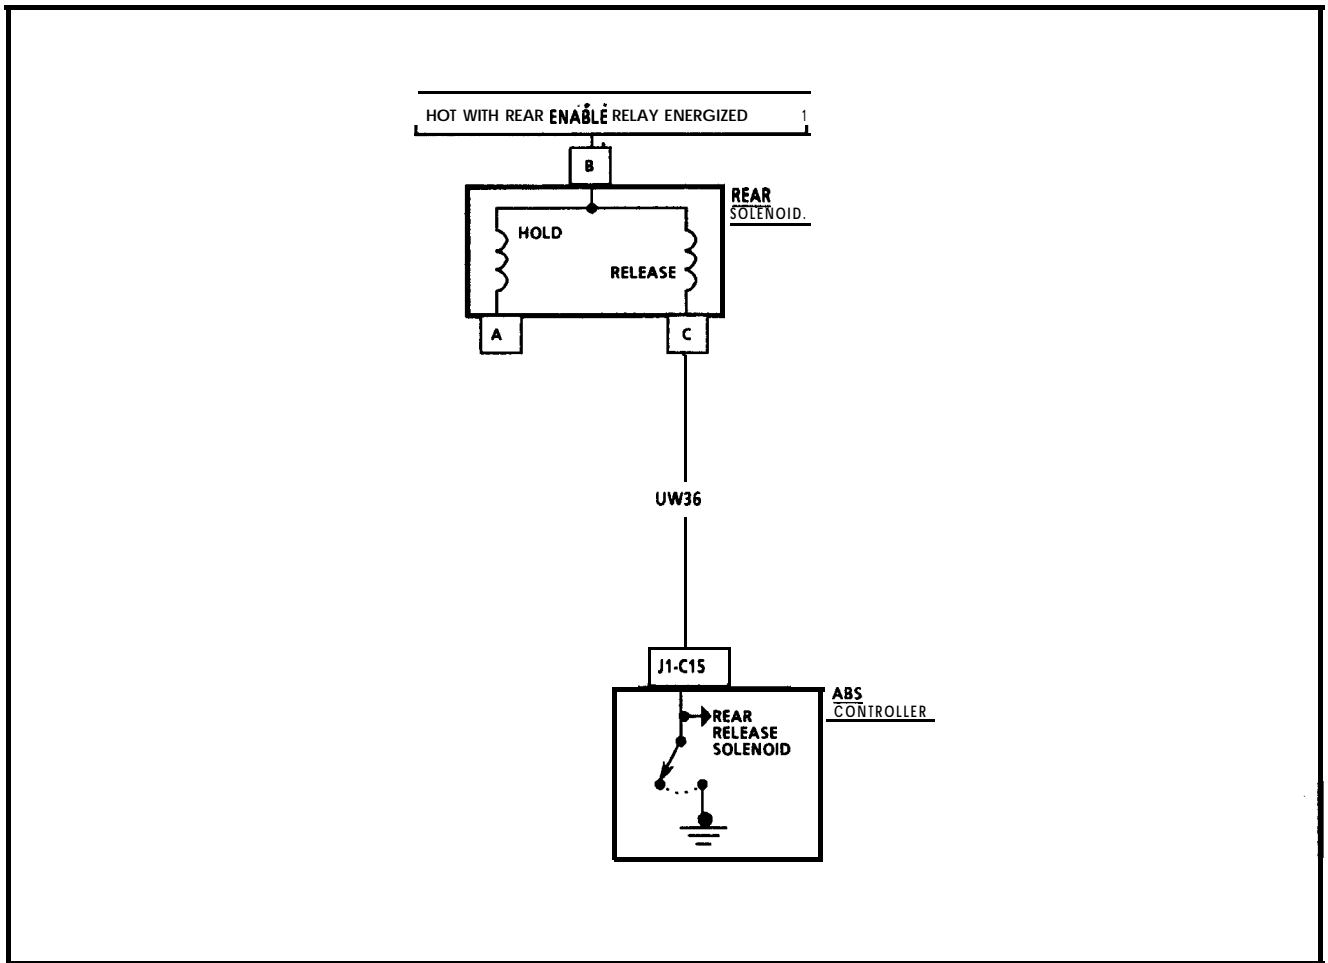 HOT WITH REAR ENABLE RELAY ENERGIZED 1
B
REAR
SOLENOID.
HOLD
RELEASE
A
C
UW36
J1-C15
ABS
CONTROLLER
REAR
RELEASE
SOLENOID